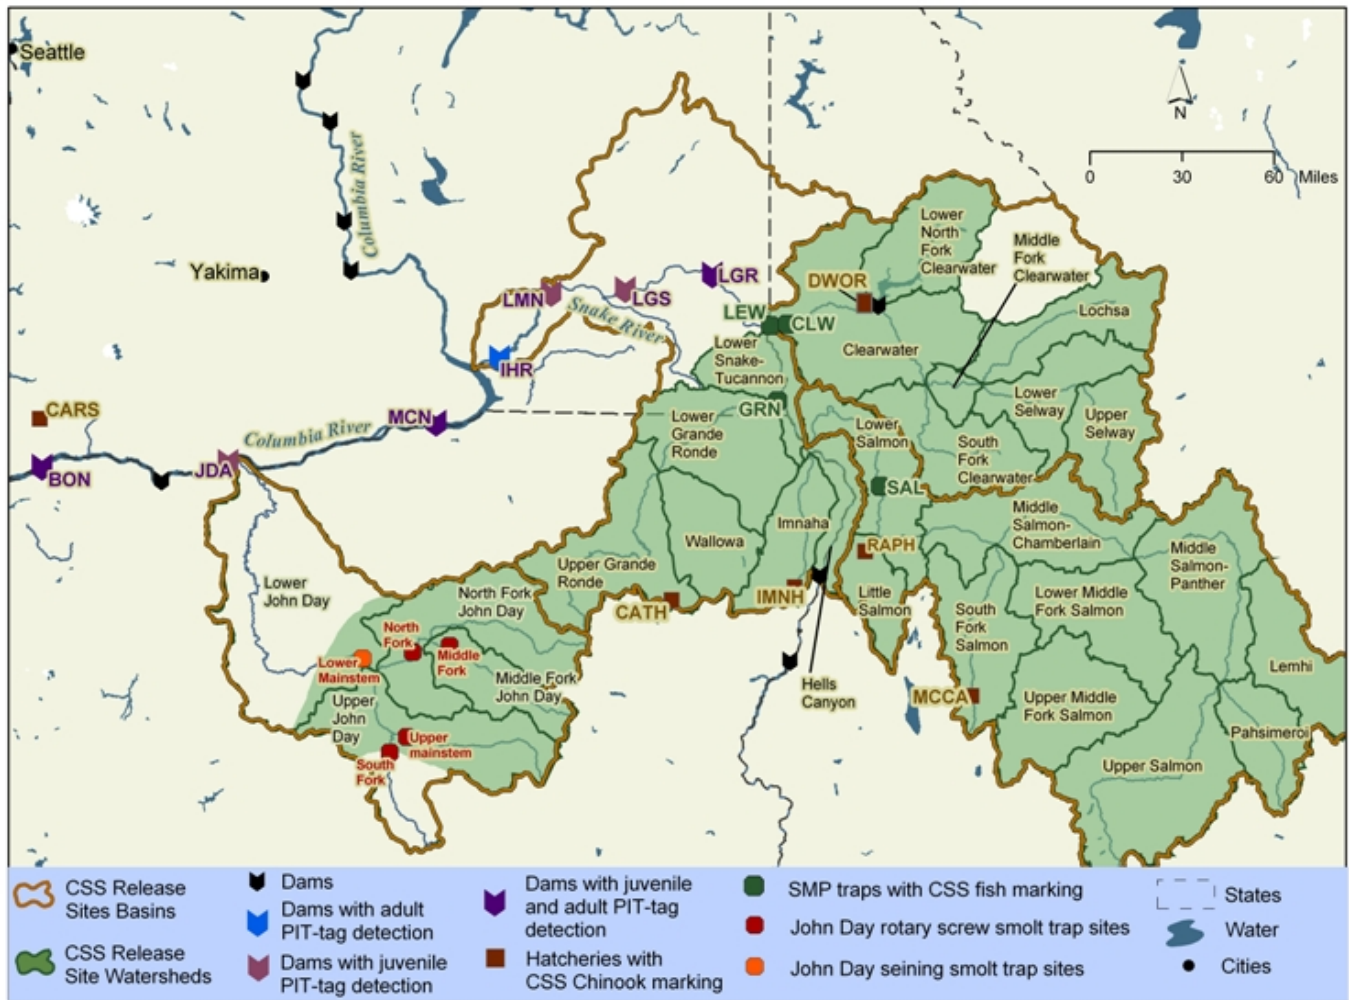 Seattle
N
0 30 60 Miles
Columbia River
Yakima
LMN
LGS
LGR
Snake River
IHR
DWOR
LEW
CLW
Lower
North
Fork
Clearwater
Middle
Fork
Clearwater
Lochsa
Clearwater
Lower
Snake-
Tucannon
GRN
Lower
Selway
Upper
Selway
South
Fork
Clearwater
CARS
BON
JDA
Columbia River
MCN
Lower
Grande
Ronde
Lower
Salmon
SAL
Wallowa
Imnaha
Upper Grande
Ronde
CATH
IMNH
RAPH
Little
Salmon
Middle
Salmon-
Chamberlain
Middle
Salmon-
Panther
Lower Middle
Fork Salmon
South
Fork
Salmon
Lemhi
MCCA
Upper Middle
Fork Salmon
Pahsimeroi
Upper Salmon
Hells
Canyon
Lower
John Day
North Fork
John Day
North
Fork
Middle
Fork
Lower
Mainstem
Middle Fork
John Day
Upper
John
Day
Upper
mainstem
South
Fork
CSS Release
Sites Basins
CSS Release
Site Watersheds
Dams
Dams with adult
PIT-tag detection
Dams with juvenile
PIT-tag detection
Dams with juvenile
and adult PIT-tag
detection
Hatcheries with
CSS Chinook marking
SMP traps with CSS fish marking
John Day rotary screw smolt trap sites
John Day seining smolt trap sites
States
Water
Cities